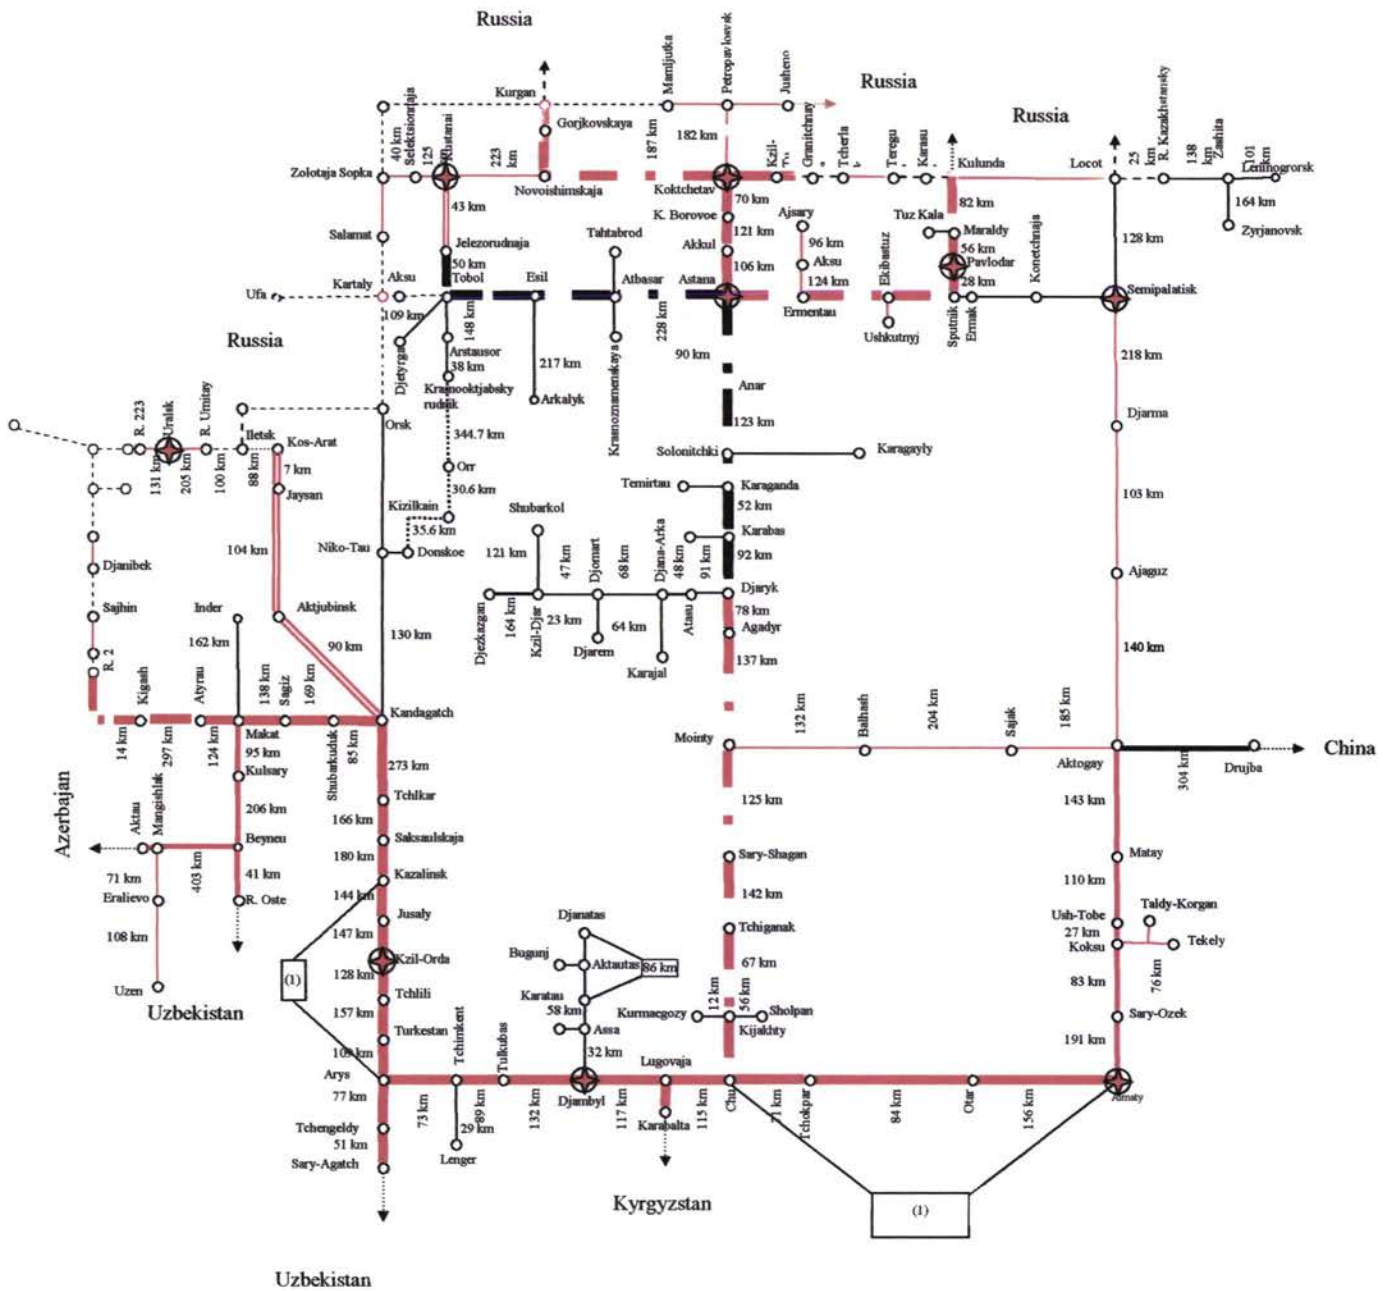 Russia
Russia
Russia
Russia
Kurgan
Mamljutka
Petropavlovsk
Jusheno
Gorjkovskaya
40 km
Selektsionnaja
125
Kustanai
223
km
187 km
182 km
Kzil-
Granitchnay
Tcherla
Teregu
Karasu
Kulunda
Locot
25
km
R. Kazakhstansky
138
km
Zashita
101
km
Leninogorsk
Zolotaja Sopka
Novoishimskaja
Koktchetav
70 km
43 km
K. Borovoe
Ajsary
Tuz Kala
82 km
164 km
Zyrjanovsk
Salamat
Jelezorudnaja
Tahtabrod
121 km
96 km
Maraldy
56 km
128 km
Akkul
Aksu
Ekibastuz
Pavlodar
Konetchnaja
50 km
Tobol
Esil
Atbasar
106 km
124 km
28 km
Kartaly
Aksu
Astana
Semipalatisk
Ufa
109 km
148 km
228 km
Ermentau
Ushkutnyj
Sputnik
Ermak
Djetyrga
Arstausor
38 km
217 km
Krasnoznamenskaya
90 km
218 km
Krasnooktjabsky
rudnik
Arkalyk
Anar
Djarma
Orsk
344.7 km
123 km
R. 223
Uralsk
R. Umitay
Iletsk
Kos-Arat
Solonitchki
Karagayly
131 km
205 km
100 km
88 km
7 km
Orr
30.6 km
Jaysan
Temirtau
Karaganda
52 km
103 km
Kizilkain
35.6 km
Shubarkol
104 km
Niko-Tau
Donskoe
121 km
47 km
Djomart
68 km
Djana-Arka
48 km
91 km
Karabas
92 km
Djanibek
Ajaguz
Djaryk
Sajhin
Inder
Aktjubinsk
Djezkazgan
164 km
Kzil-Djar
23 km
Djarem
64 km
Karajal
Atasu
78 km
Agadyr
162 km
90 km
130 km
137 km
140 km
R. 2
Kigash
Atyrau
138 km
Sagiz
169 km
Kandagatch
132 km
Balhash
204 km
Sajak
185 km
14 km
297 km
124 km
Makat
95 km
Shubarkuduk
85 km
273 km
Mointy
Aktogay
304 km
Drujba
China
Kulsary
Tchlkar
125 km
143 km
Azerbajan
Aktau
Mangishlak
206 km
166 km
Saksaulskaja
Beyneu
Sary-Shagan
Matay
71 km
403 km
41 km
180 km
Kazalinsk
142 km
110 km
Eralievo
R. Oste
144 km
Jusaly
Djanatas
Tchiganak
Ush-Tobe
27 km
Taldy-Korgan
108 km
147 km
Bugunj
Aktautas
86 km
67 km
Koksu
Tekely
Kzil-Orda
128 km
83 km
76 km
Uzen
(1)
Tchlili
Karatau
12 km
56 km
Uzbekistan
157 km
58 km
Kurmaegozy
Sholpan
Sary-Ozek
Turkestan
Tchimkent
Tulkubas
Assa
Kijakhty
109 km
32 km
Lugovaja
191 km
Arys
77 km
73 km
89 km
132 km
Djambyl
117 km
115 km
Chu
71 km
Tchokpar
84 km
Otar
156 km
Almaty
Karabalta
Tchengeldy
29 km
51 km
Lenger
Sary-Agatch
Kyrgyzstan
(1)
Uzbekistan